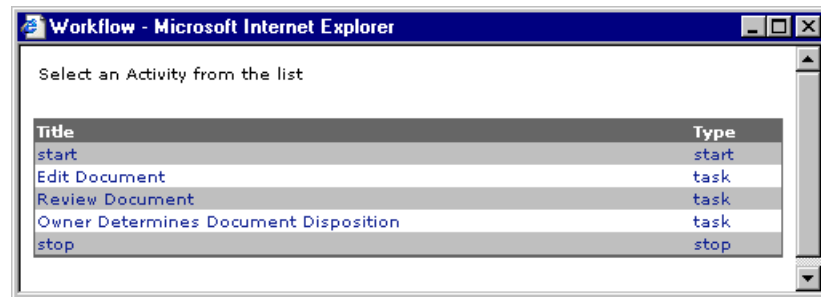 Workflow - Microsoft Internet Explorer
Select an Activity from the list
Title Type
start start
Edit Document task
Review Document task
Owner Determines Document Disposition task
stop stop